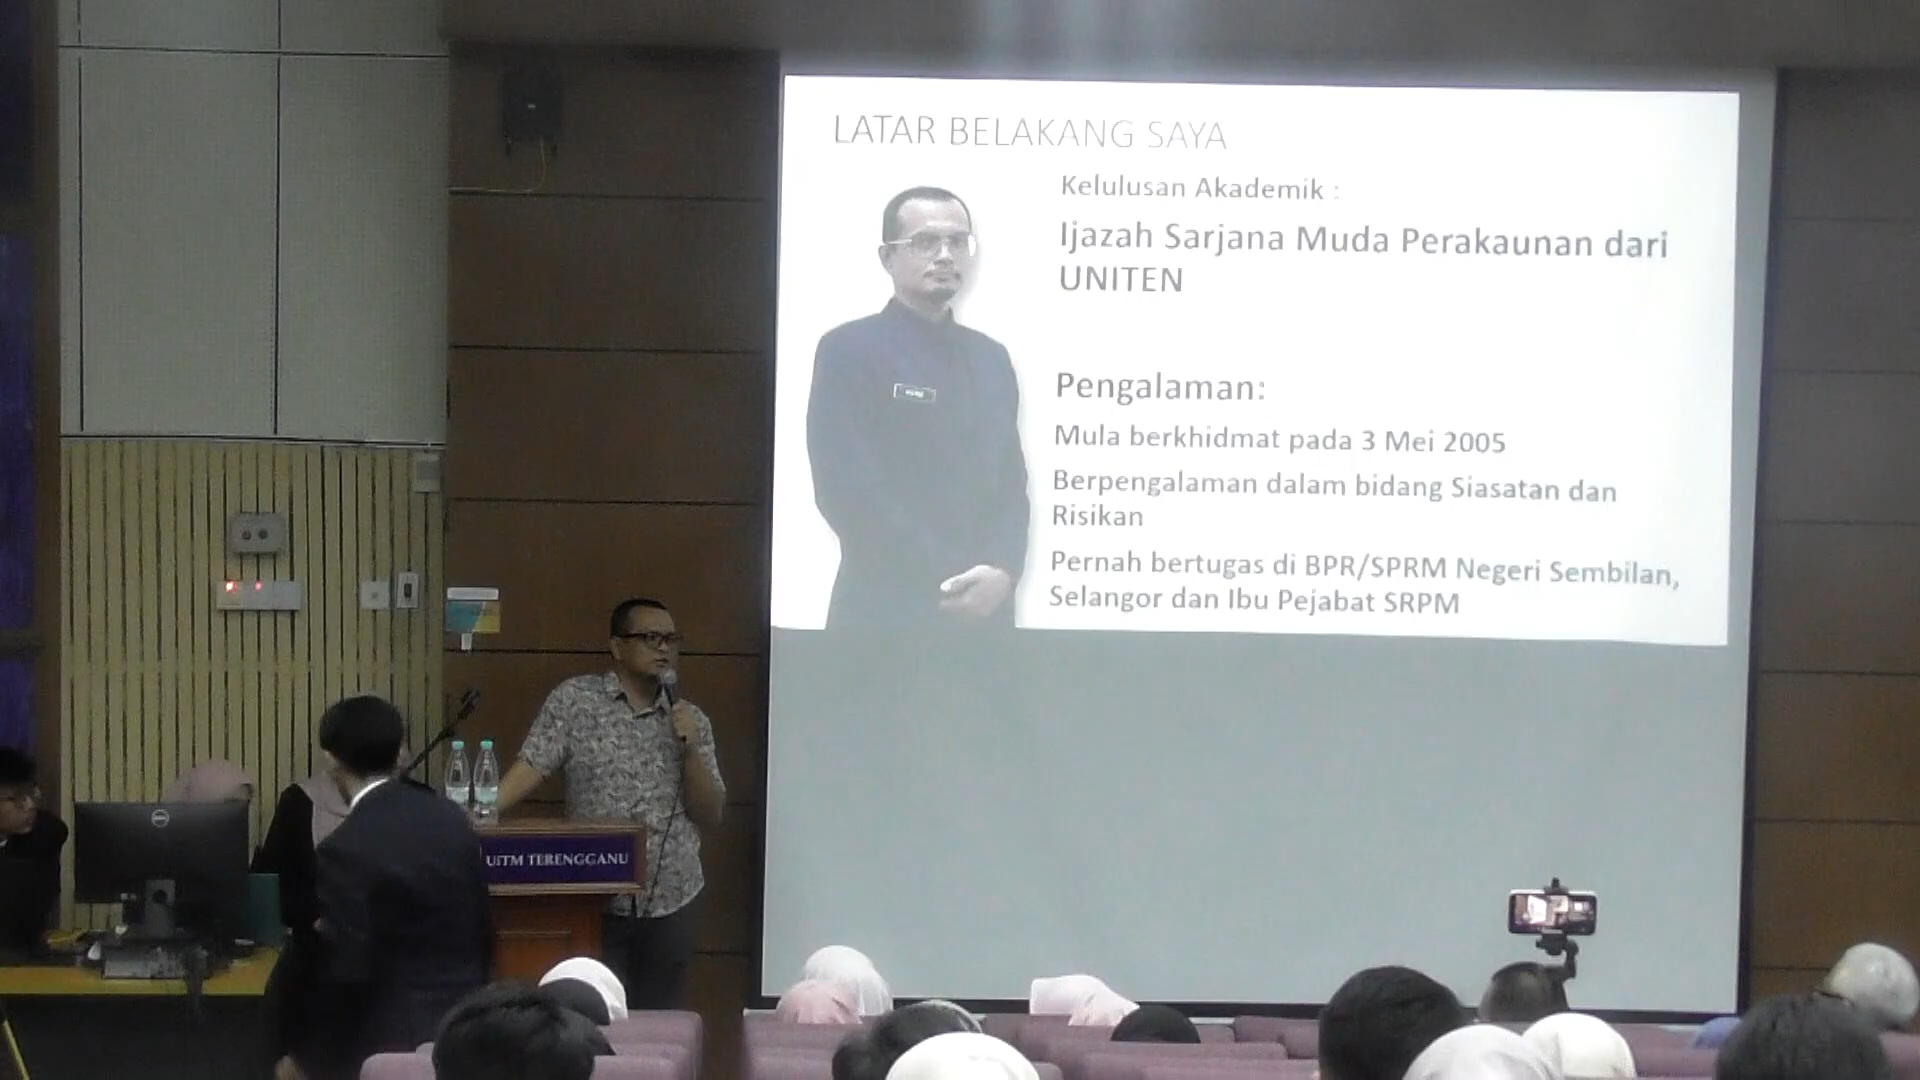 LATAR BELAKANG SAYA
Kelulusan Akademik :
Ijazah Sarjana Muda Perakaunan dari
UNITEN
Pengalaman:
Mula berkhidmat pada 3 Mei 2005
Berpengalaman dalam bidang Siasatan dan
Risikan
Pernah bertugas di BPR/SPRM Negeri Sembilan,
Selangor dan Ibu Pejabat SRPM
UiTM TERENGGANU
DELL